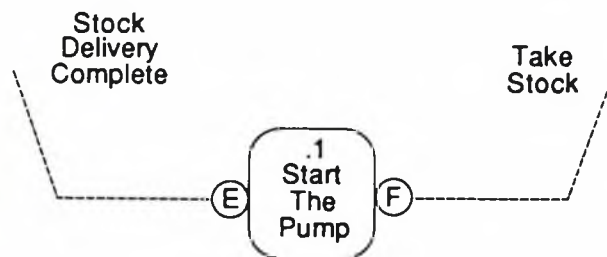 Stock
Delivery
Complete
Take
Stock
.1
Start
The
Pump
E
F